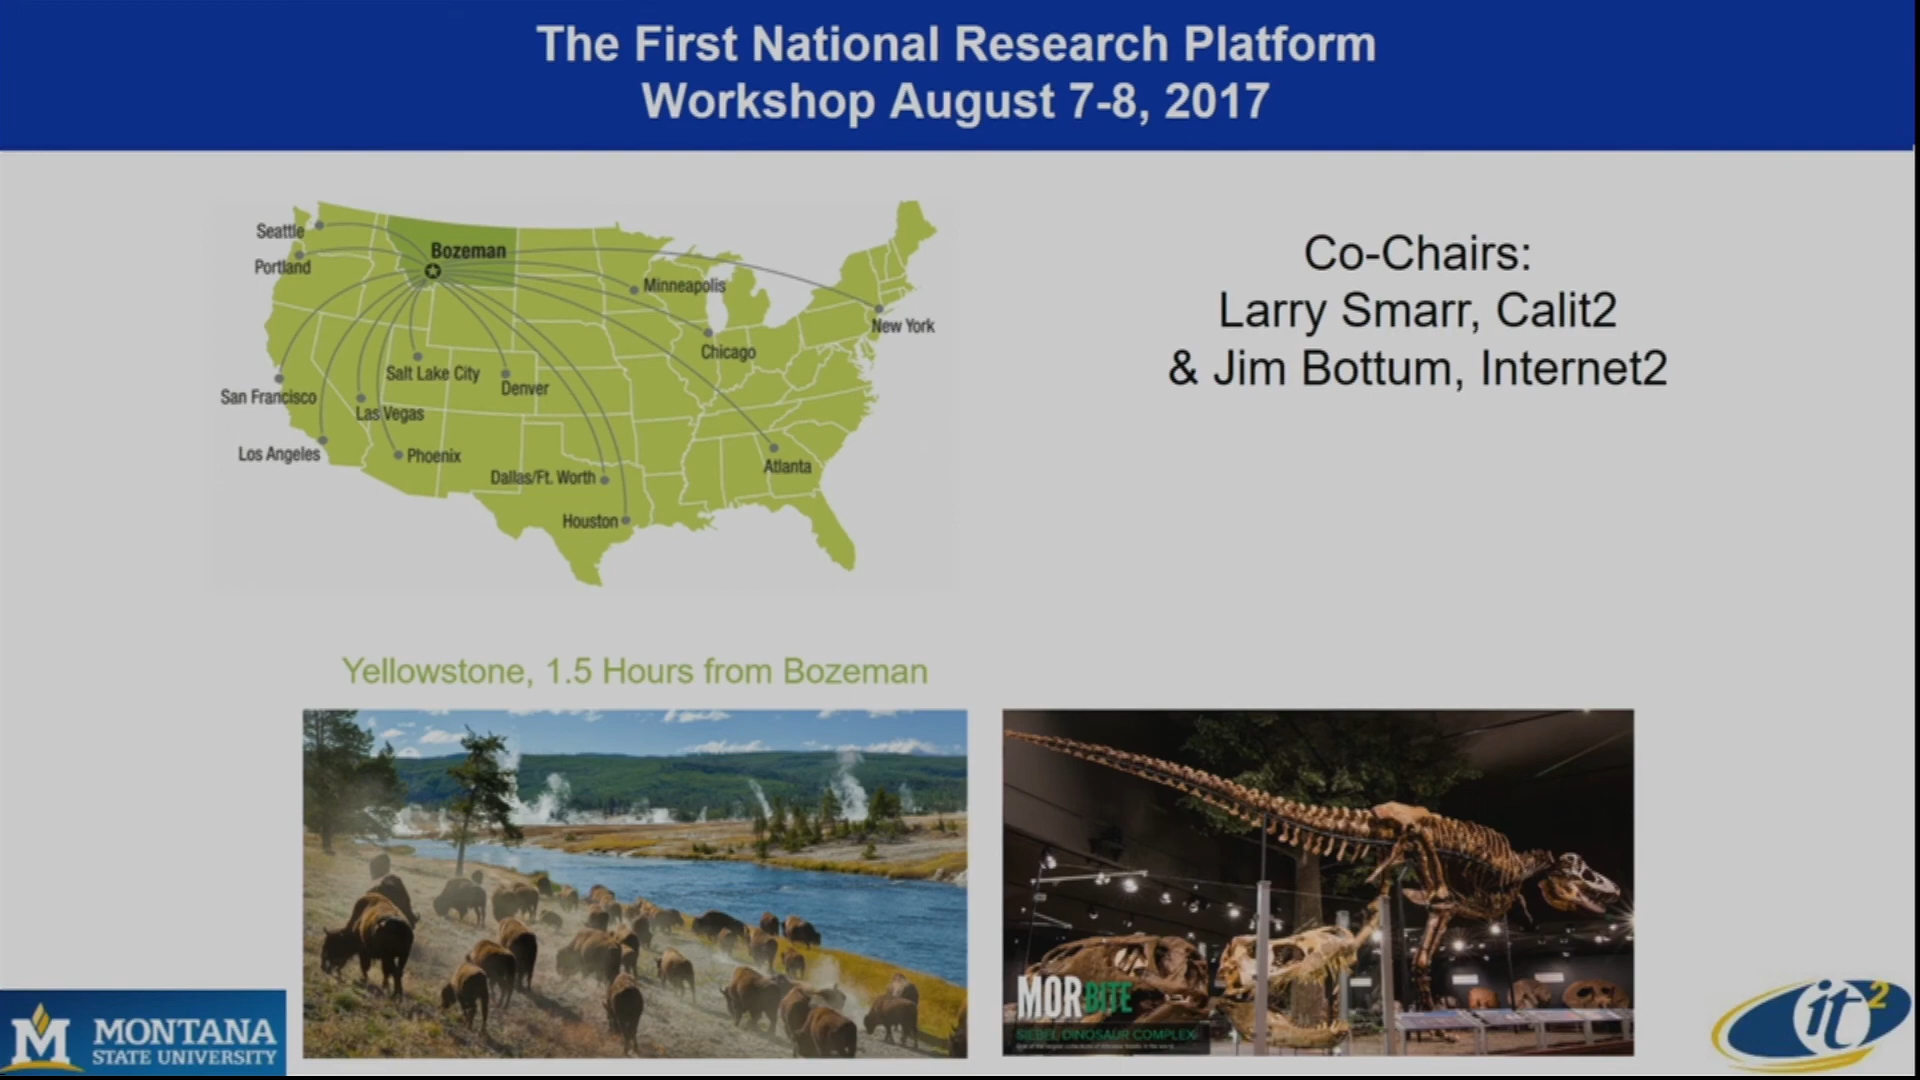 The First National Research Platform
Workshop August 7-8, 2017
Seattle
Portland
Bozeman
Minneapolis
New York
Chicago
Salt Lake City
Denver
San Francisco
Las Vegas
Los Angeles
Phoenix
Dallas/Ft. Worth
Atlanta
Houston
Co-Chairs:
Larry Smarr, Calit2
& Jim Bottum, Internet2
Yellowstone, 1.5 Hours from Bozeman
MOR BITE
SIEBEL DINOSAUR COMPLEX
M MONTANA
STATE UNIVERSITY
it2